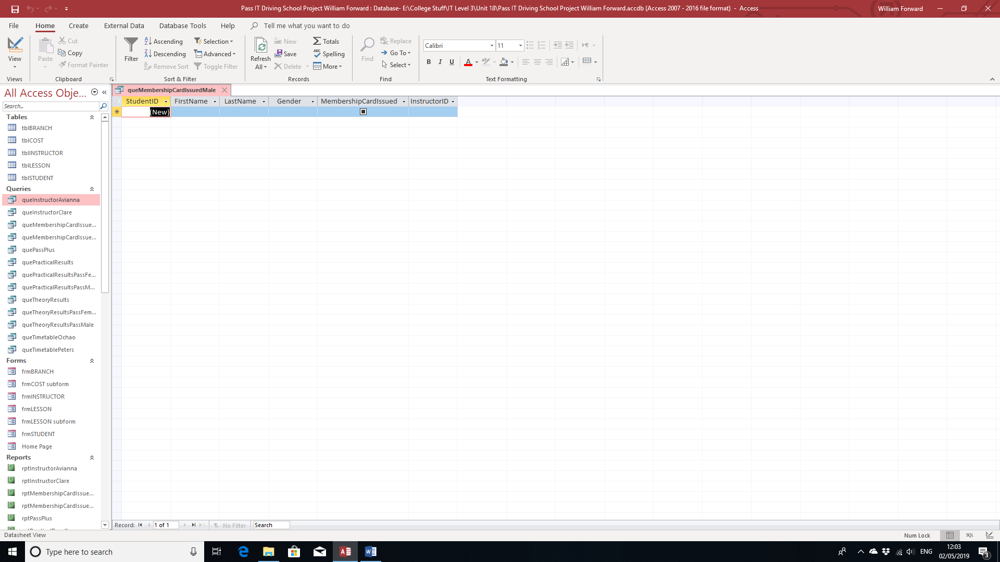 Pass IT Driving School Project William Forward : Database- E:\College Stuff\IT Level 3\Unit 18\Pass IT Driving School Project William Forward.accdb (Access 2007 - 2016 file format) - Access
William Forward
File Home Create External Data Database Tools Help Tell me what you want to do
View
Views
Paste
Cut
Copy
Format Painter
Clipboard
Filter
Ascending
Descending
Remove Sort
Selection
Advanced
Toggle Filter
Sort & Filter
Refresh
All
New
Save
Delete
Totals
Spelling
More
Records
Find
Replace
Go To
Select
Find
Calibri 11
B I U A
Text Formatting
All Access Obje...
Search...
Tables
tblBRANCH
tblCOST
tblINSTRUCTOR
tblLESSON
tblSTUDENT
Queries
queInstructorAvianna
queInstructorClare
queMembershipCardIssue...
queMembershipCardIssue...
quePassPlus
quePracticalResults
quePracticalResultsPassFe...
quePracticalResultsPassM...
queTheoryResults
queTheoryResultsPassFem...
queTheoryResultsPassMale
queTimetableOchao
queTimetablePeters
Forms
frmBRANCH
frmCOST subform
frmINSTRUCTOR
frmLESSON
frmLESSON subform
frmSTUDENT
Home Page
Reports
rptInstructorAvianna
rptInstructorClare
rptMembershipCardIssue...
rptMembershipCardIssue...
rptPassPlus
queMembershipCardIssuedMale
StudentID FirstName LastName Gender MembershipCardIssued InstructorID
(New)
Record: 1 of 1 No Filter Search
Datasheet View
Num Lock
SQL
Type here to search
ENG
12:03
02/05/2019
3